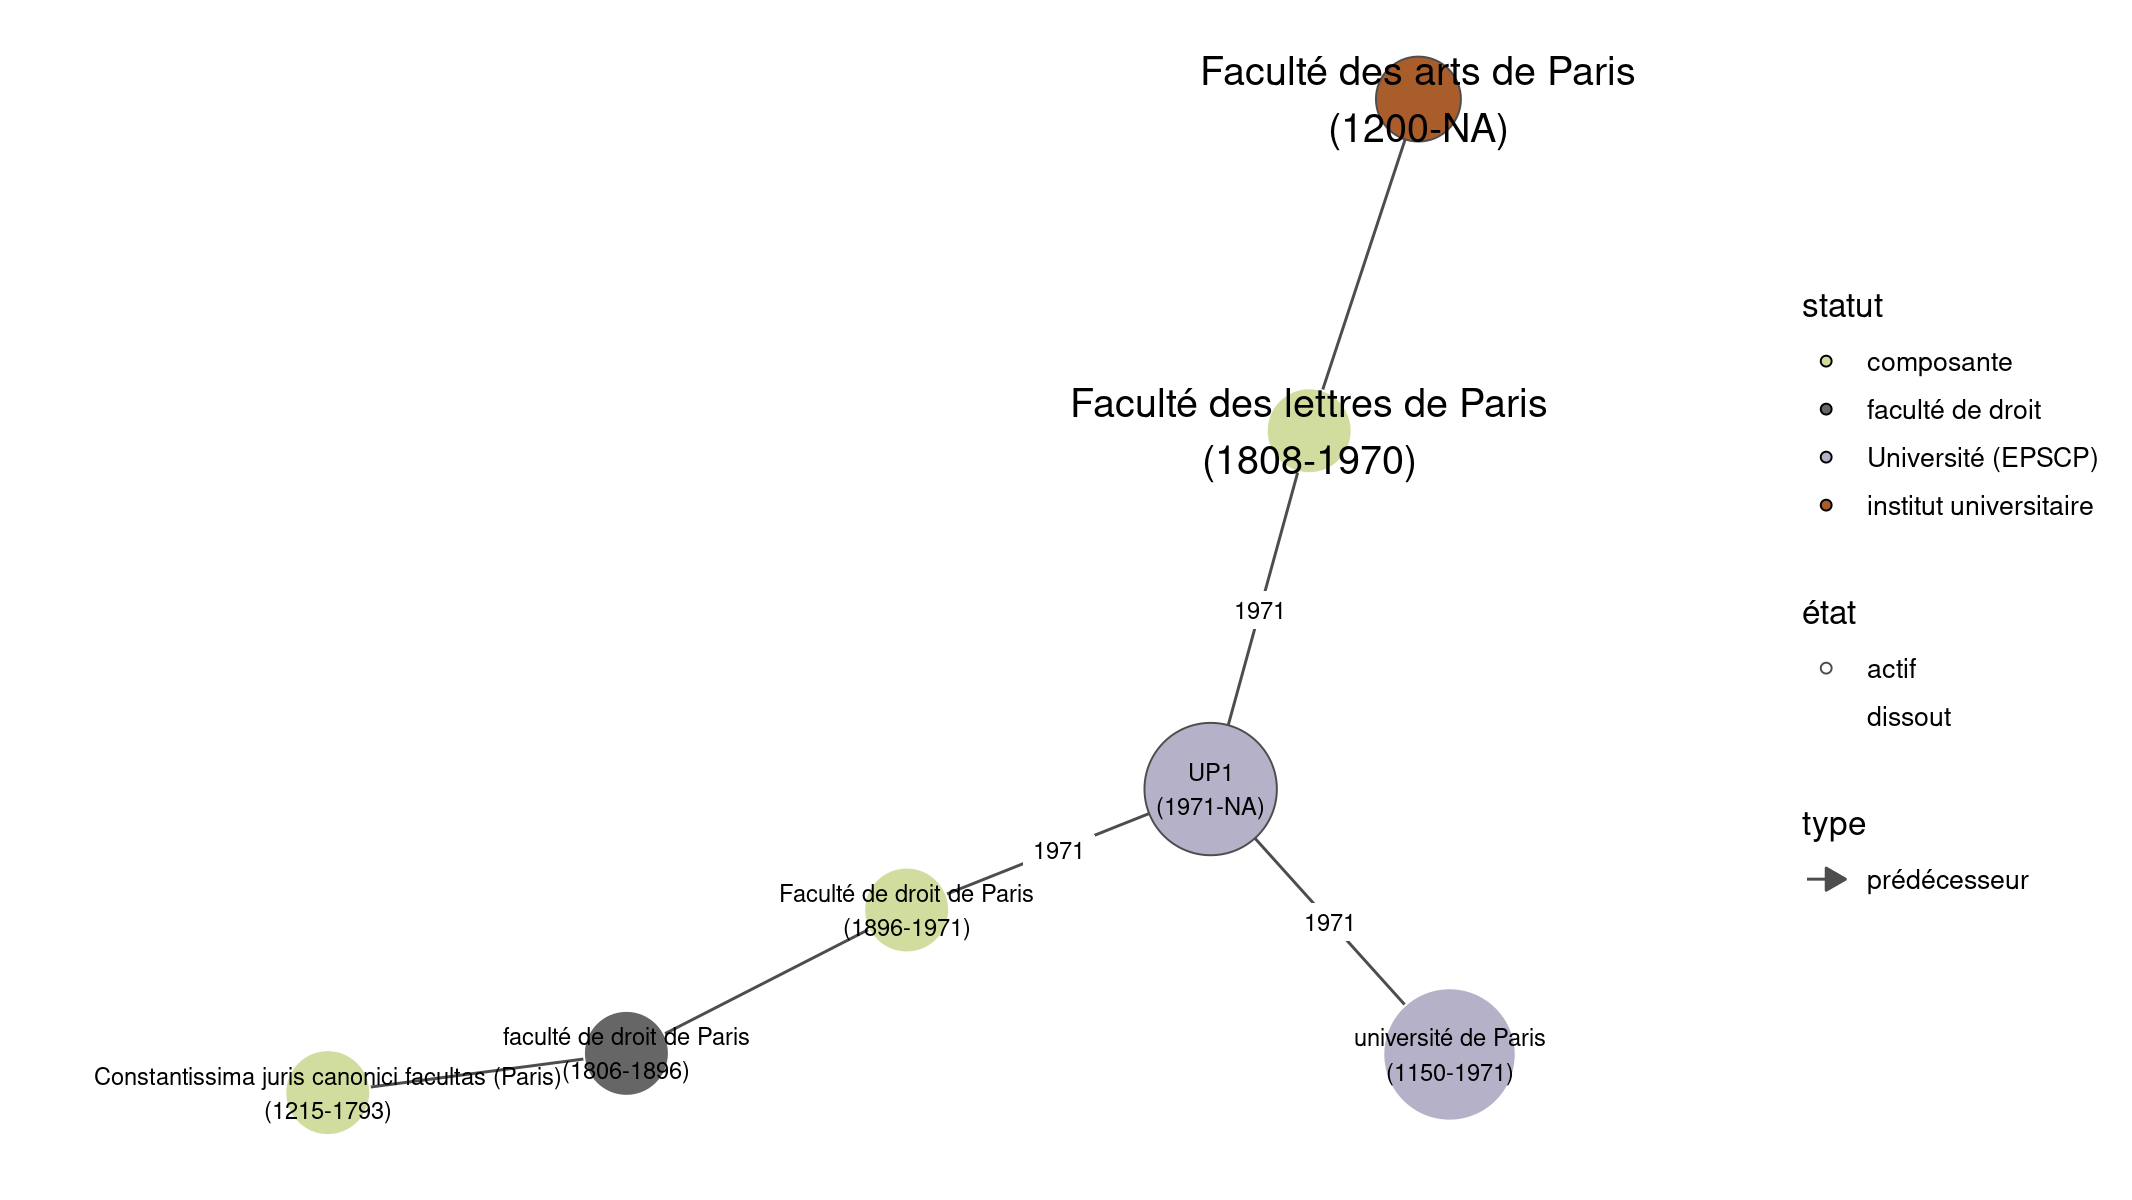 Faculté des arts de Paris
(1200-NA)
Faculté des lettres de Paris
(1808-1970)
1971
UP1
(1971-NA)
1971
Faculté de droit de Paris
(1896-1971)
1971
faculté de droit de Paris
(1806-1896)
université de Paris
(1150-1971)
Constantissima juris canonici facultas (Paris)
(1215-1793)
statut
composante
faculté de droit
Université (EPSCP)
institut universitaire
état
actif
dissout
type
prédécesseur